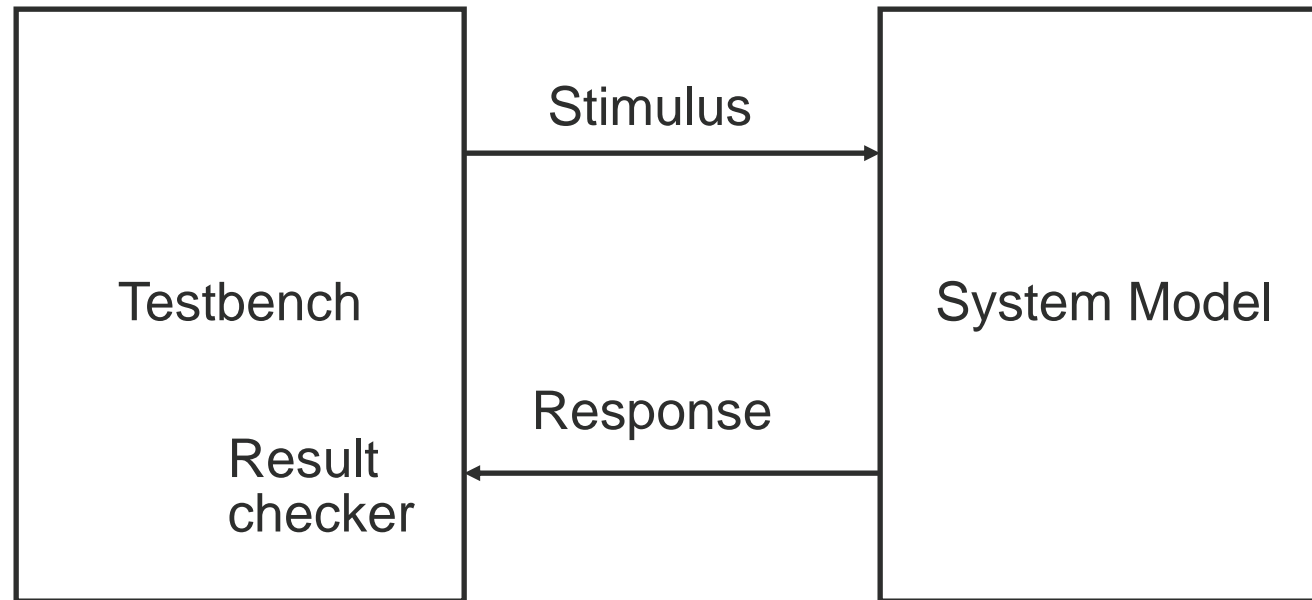 Stimulus
Testbench
System Model
Response
Result
checker